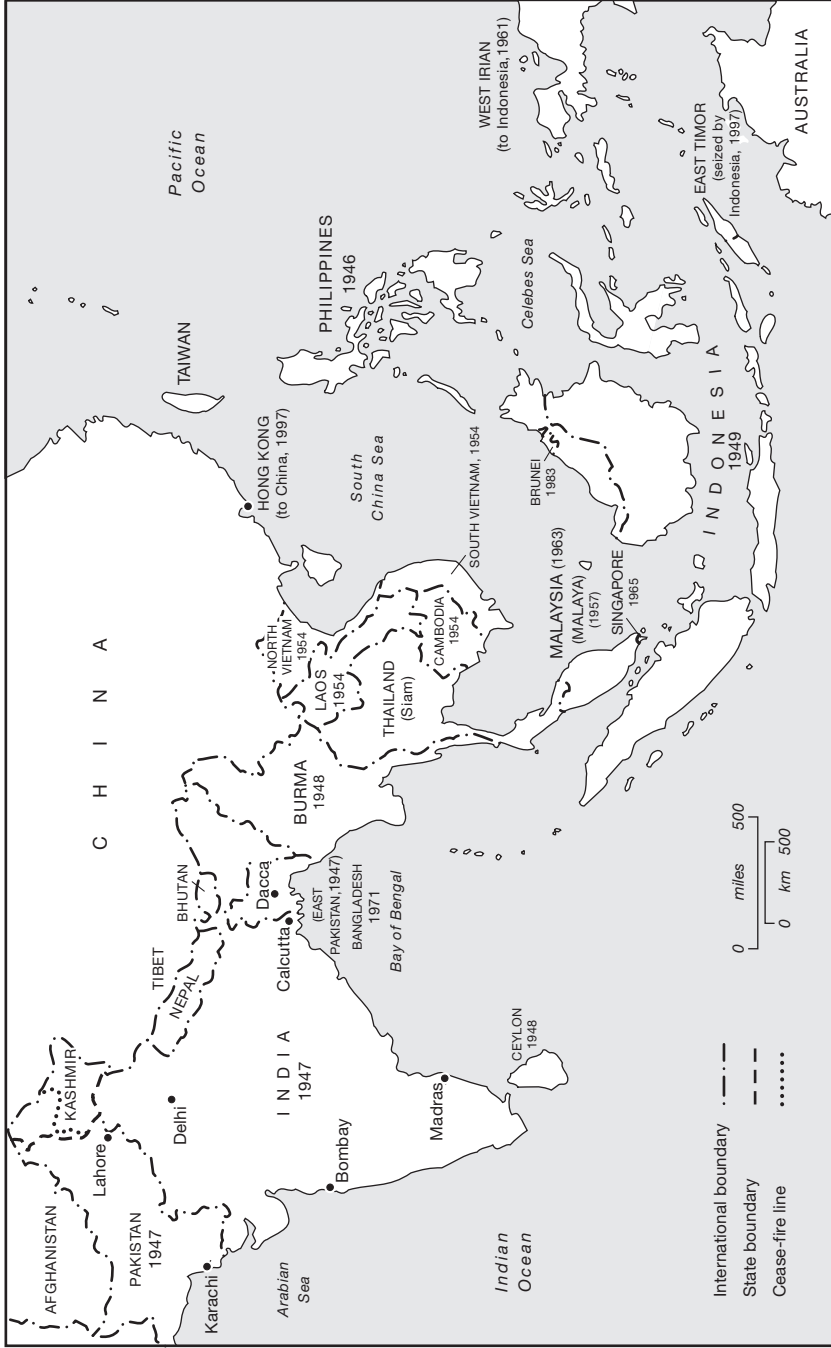 AFGHANISTAN
PAKISTAN
1947
Karachi
Lahore
KASHMIR
Delhi
INDIA
1947
Bombay
Madras
Arabian
Sea
Indian
Ocean
TIBET
NEPAL
BHUTAN
Calcutta
Dacca
(EAST
PAKISTAN,1947)
BANGLADESH
1971
Bay of Bengal
CEYLON
1948
CHINA
BURMA
1948
NORTH
VIETNAM
1954
LAOS
1954
THAILAND
(Siam)
CAMBODIA
1954
SOUTH VIETNAM, 1954
HONG KONG
(to China, 1997)
TAIWAN
South
China Sea
Pacific
Ocean
PHILIPPINES
1946
MALAYSIA (1963)
(MALAYA)
(1957)
SINGAPORE
1965
BRUNEI
1983
Celebes Sea
INDONESIA
1949
WEST IRIAN
(to Indonesia,1961)
EAST TIMOR
(seized by
Indonesia, 1997)
AUSTRALIA
International boundary
State boundary
Cease-fire line
0 miles 500
0 km 500